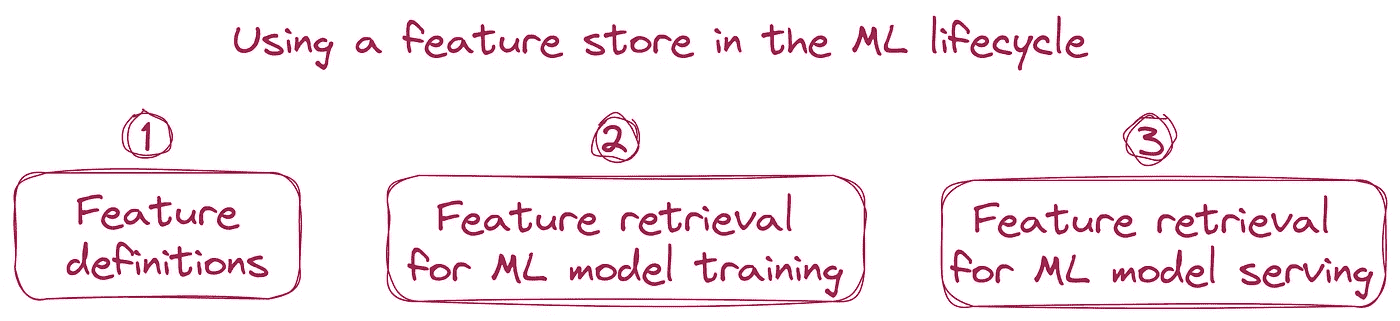 Using a feature store in the ML lifecycle
1
Feature
definitions
2
Feature retrieval
for ML model training
3
Feature retrieval
for ML model serving